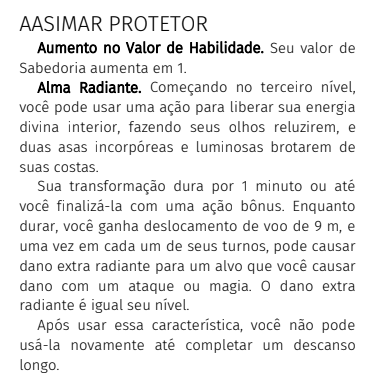 AASIMAR PROTETOR
Aumento no Valor de Habilidade. Seu valor de
Sabedoria aumenta em 1.
Alma Radiante. Começando no terceiro nível,
você pode usar uma ação para liberar sua energia
divina interior, fazendo seus olhos reluzirem, e
duas asas incorpóreas e luminosas brotarem de
suas costas.
Sua transformação dura por 1 minuto ou até
você finalizá-la com uma ação bônus. Enquanto
durar, você ganha deslocamento de voo de 9 m, e
uma vez em cada um de seus turnos, pode causar
dano extra radiante para um alvo que você causar
dano com um ataque ou magia. O dano extra
radiante é igual seu nível.
Após usar essa característica, você não pode
usá-la novamente até completar um descanso
longo.